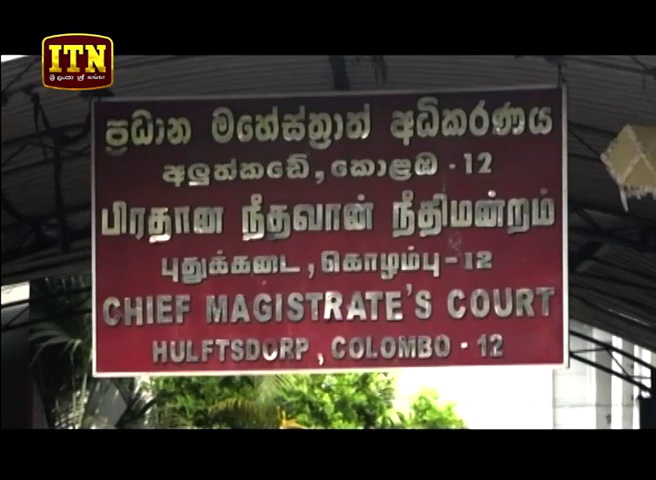 ITN
ප්‍රධාන මහේස්ත්‍රාත් අධිකරණය
අලුත්කඩේ, කොළඹ - 12
பிரதான நீதவான் நீதிமன்றம்
புதுக்கடை, கொழும்பு - 12
CHIEF MAGISTRATE'S COURT
HULFTSDORP, COLOMBO - 12